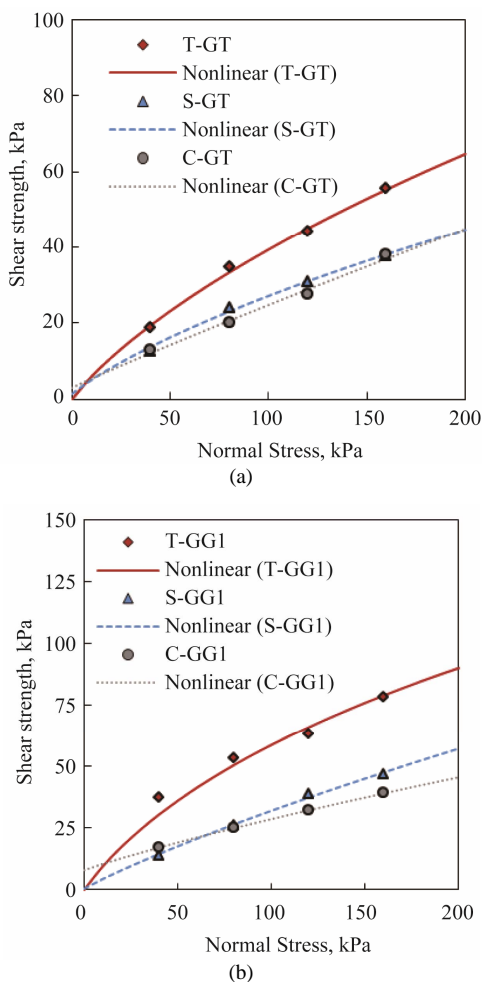 100
80
60
40
20
0
Shear strength, kPa
T-GT
Nonlinear (T-GT)
S-GT
Nonlinear (S-GT)
C-GT
Nonlinear (C-GT)
0 50 100 150 200
Normal Stress, kPa
(a)
150
125
100
75
50
25
0
Shear strength, kPa
T-GG1
Nonlinear (T-GG1)
S-GG1
Nonlinear (S-GG1)
C-GG1
Nonlinear (C-GG1)
0 50 100 150 200
Normal Stress, kPa
(b)